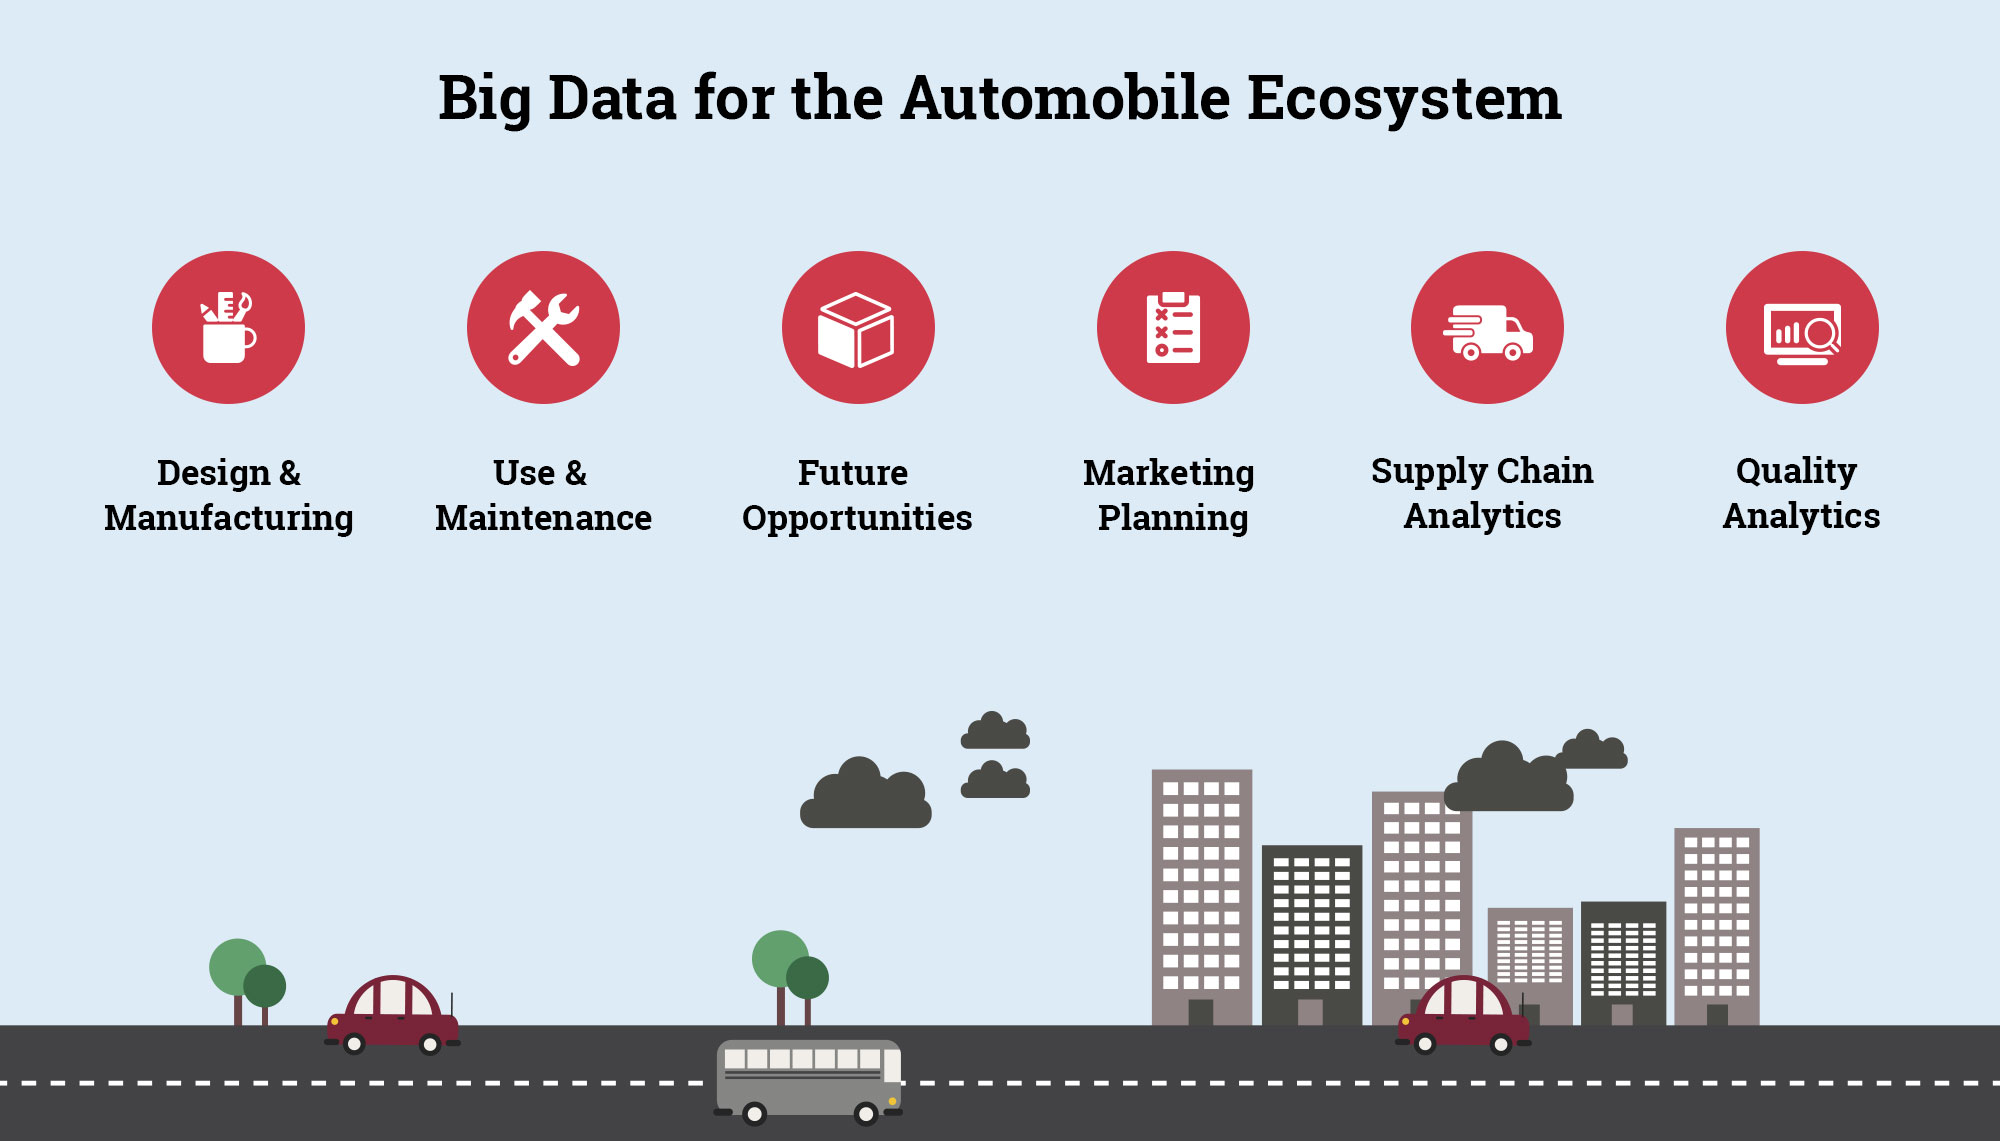 Big Data for the Automobile Ecosystem
Design &
Manufacturing
Use &
Maintenance
Future
Opportunities
Marketing
Planning
Supply Chain
Analytics
Quality
Analytics